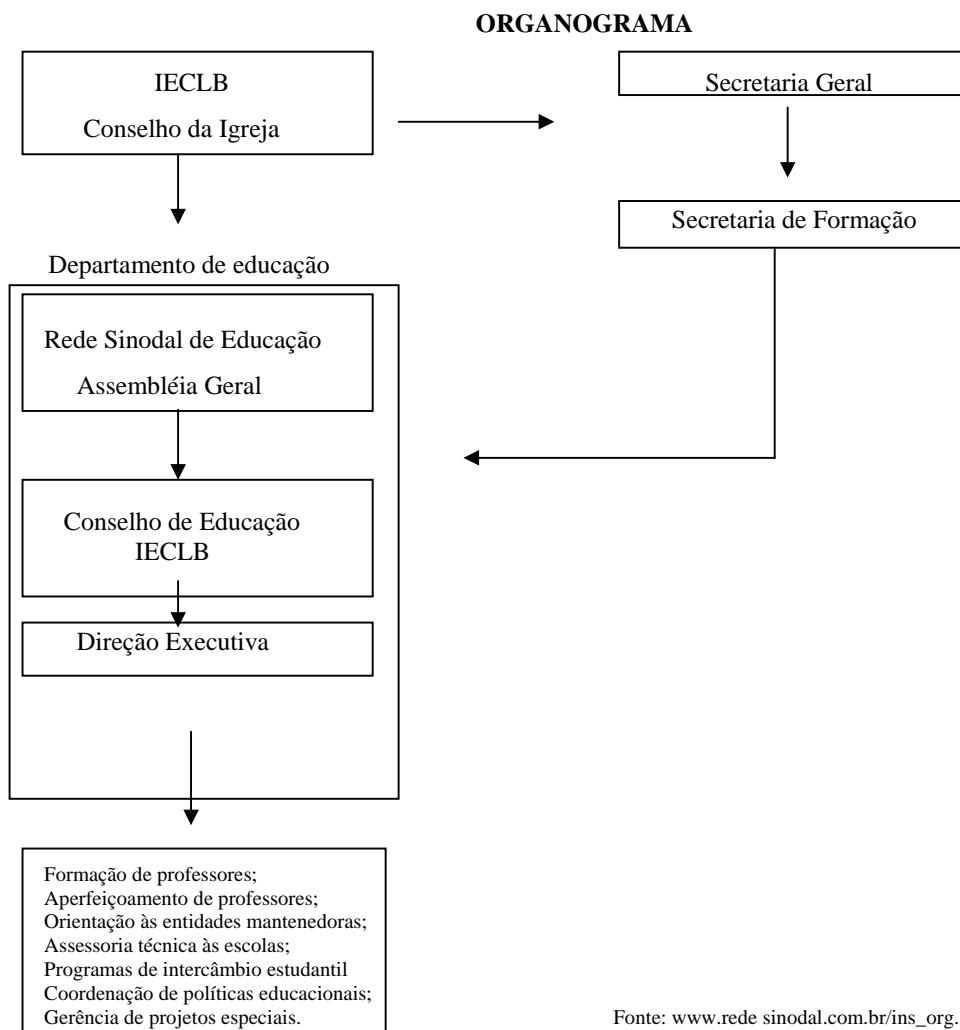 ORGANOGRAMA
IECLB
Conselho da Igreja
Secretaria Geral
Secretaria de Formação
Departamento de educação
Rede Sinodal de Educação
Assembléia Geral
Conselho de Educação
IECLB
Direção Executiva
Formação de professores;
Aperfeiçoamento de professores;
Orientação às entidades mantenedoras;
Assessoria técnica às escolas;
Programas de intercâmbio estudantil
Coordenação de políticas educacionais;
Gerência de projetos especiais.
Fonte: www.rede sinodal.com.br/ins_org.